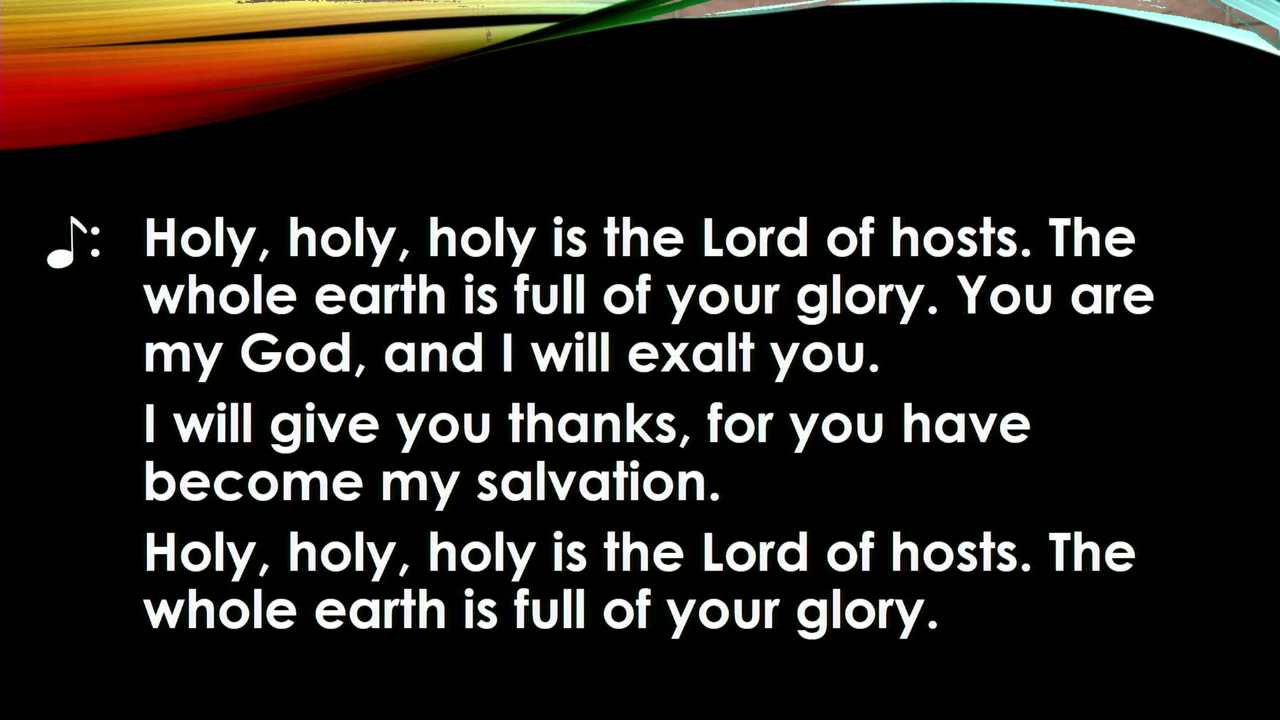 ♪: Holy, holy, holy is the Lord of hosts. The
whole earth is full of your glory. You are
my God, and I will exalt you.
I will give you thanks, for you have
become my salvation.
Holy, holy, holy is the Lord of hosts. The
whole earth is full of your glory.